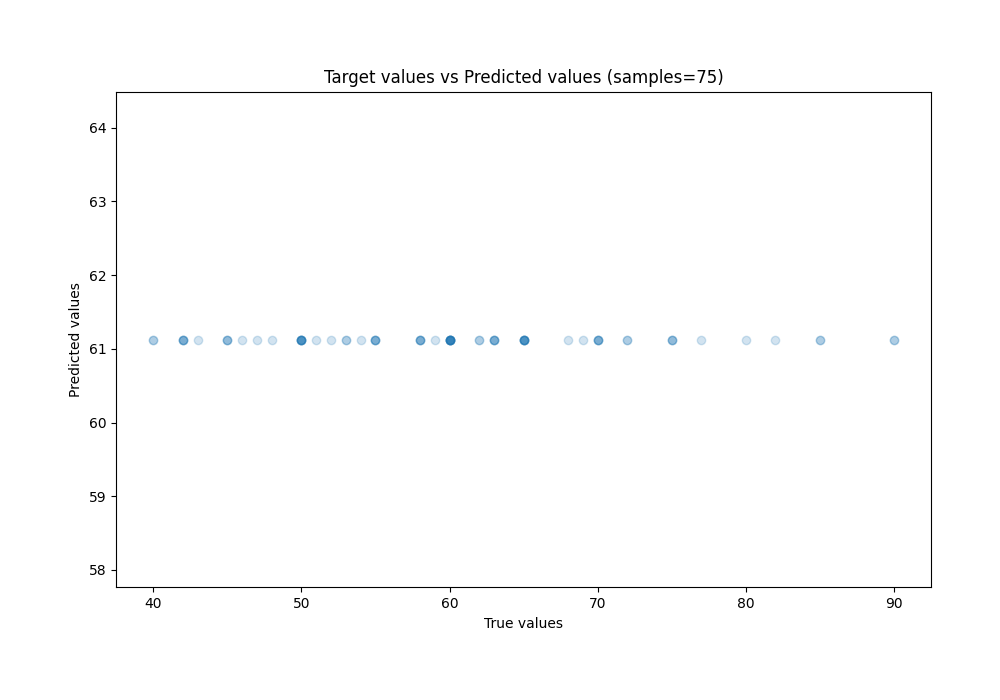 Target values vs Predicted values (samples=75)
64
63
62
61
60
59
58
Predicted values
40 50 60 70 80 90
True values